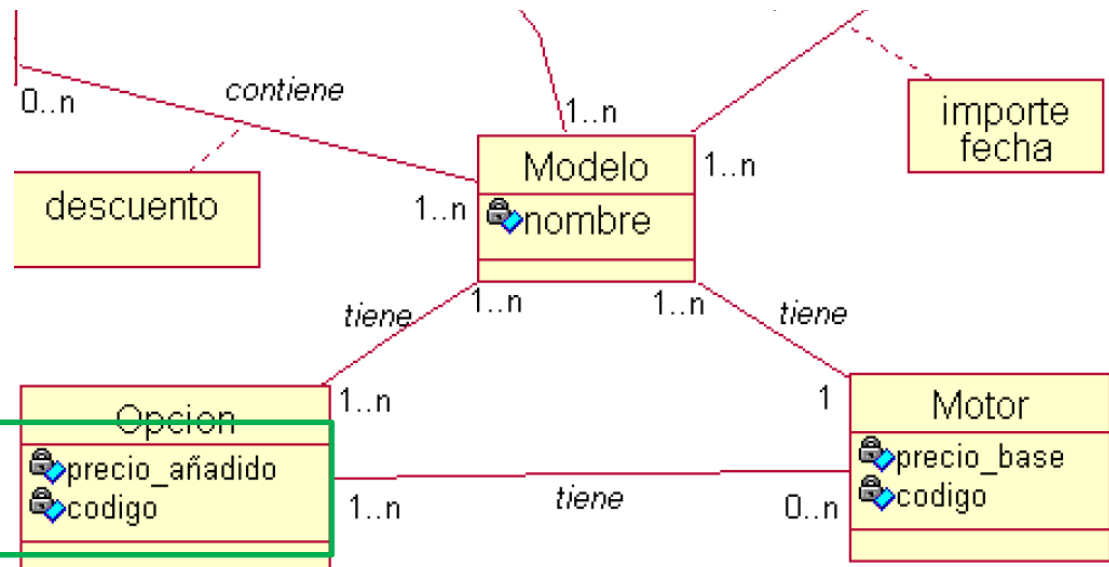 1..n
0..n
contiene
importe
fecha
Modelo
1..n
descuento
1..n
nombre
tiene
1..n
1..n
tiene
1..n
1
Opcion
Motor
precio_añadido
codigo
precio_base
codigo
1..n
tiene
0..n